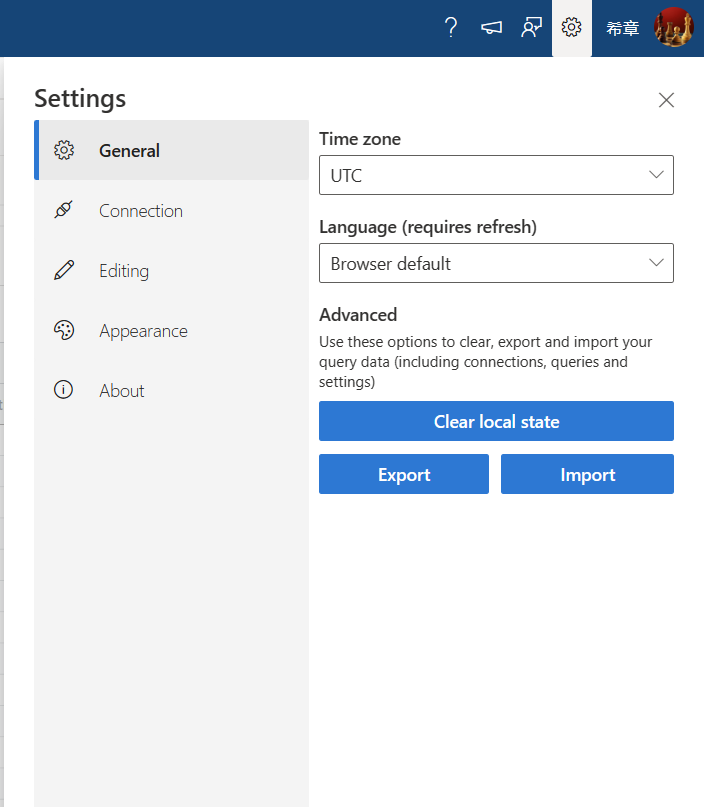 希章
Settings
General
Connection
Editing
Appearance
About
Time zone
UTC
Language (requires refresh)
Browser default
Advanced
Use these options to clear, export and import your
query data (including connections, queries and
settings)
Clear local state
Export
Import